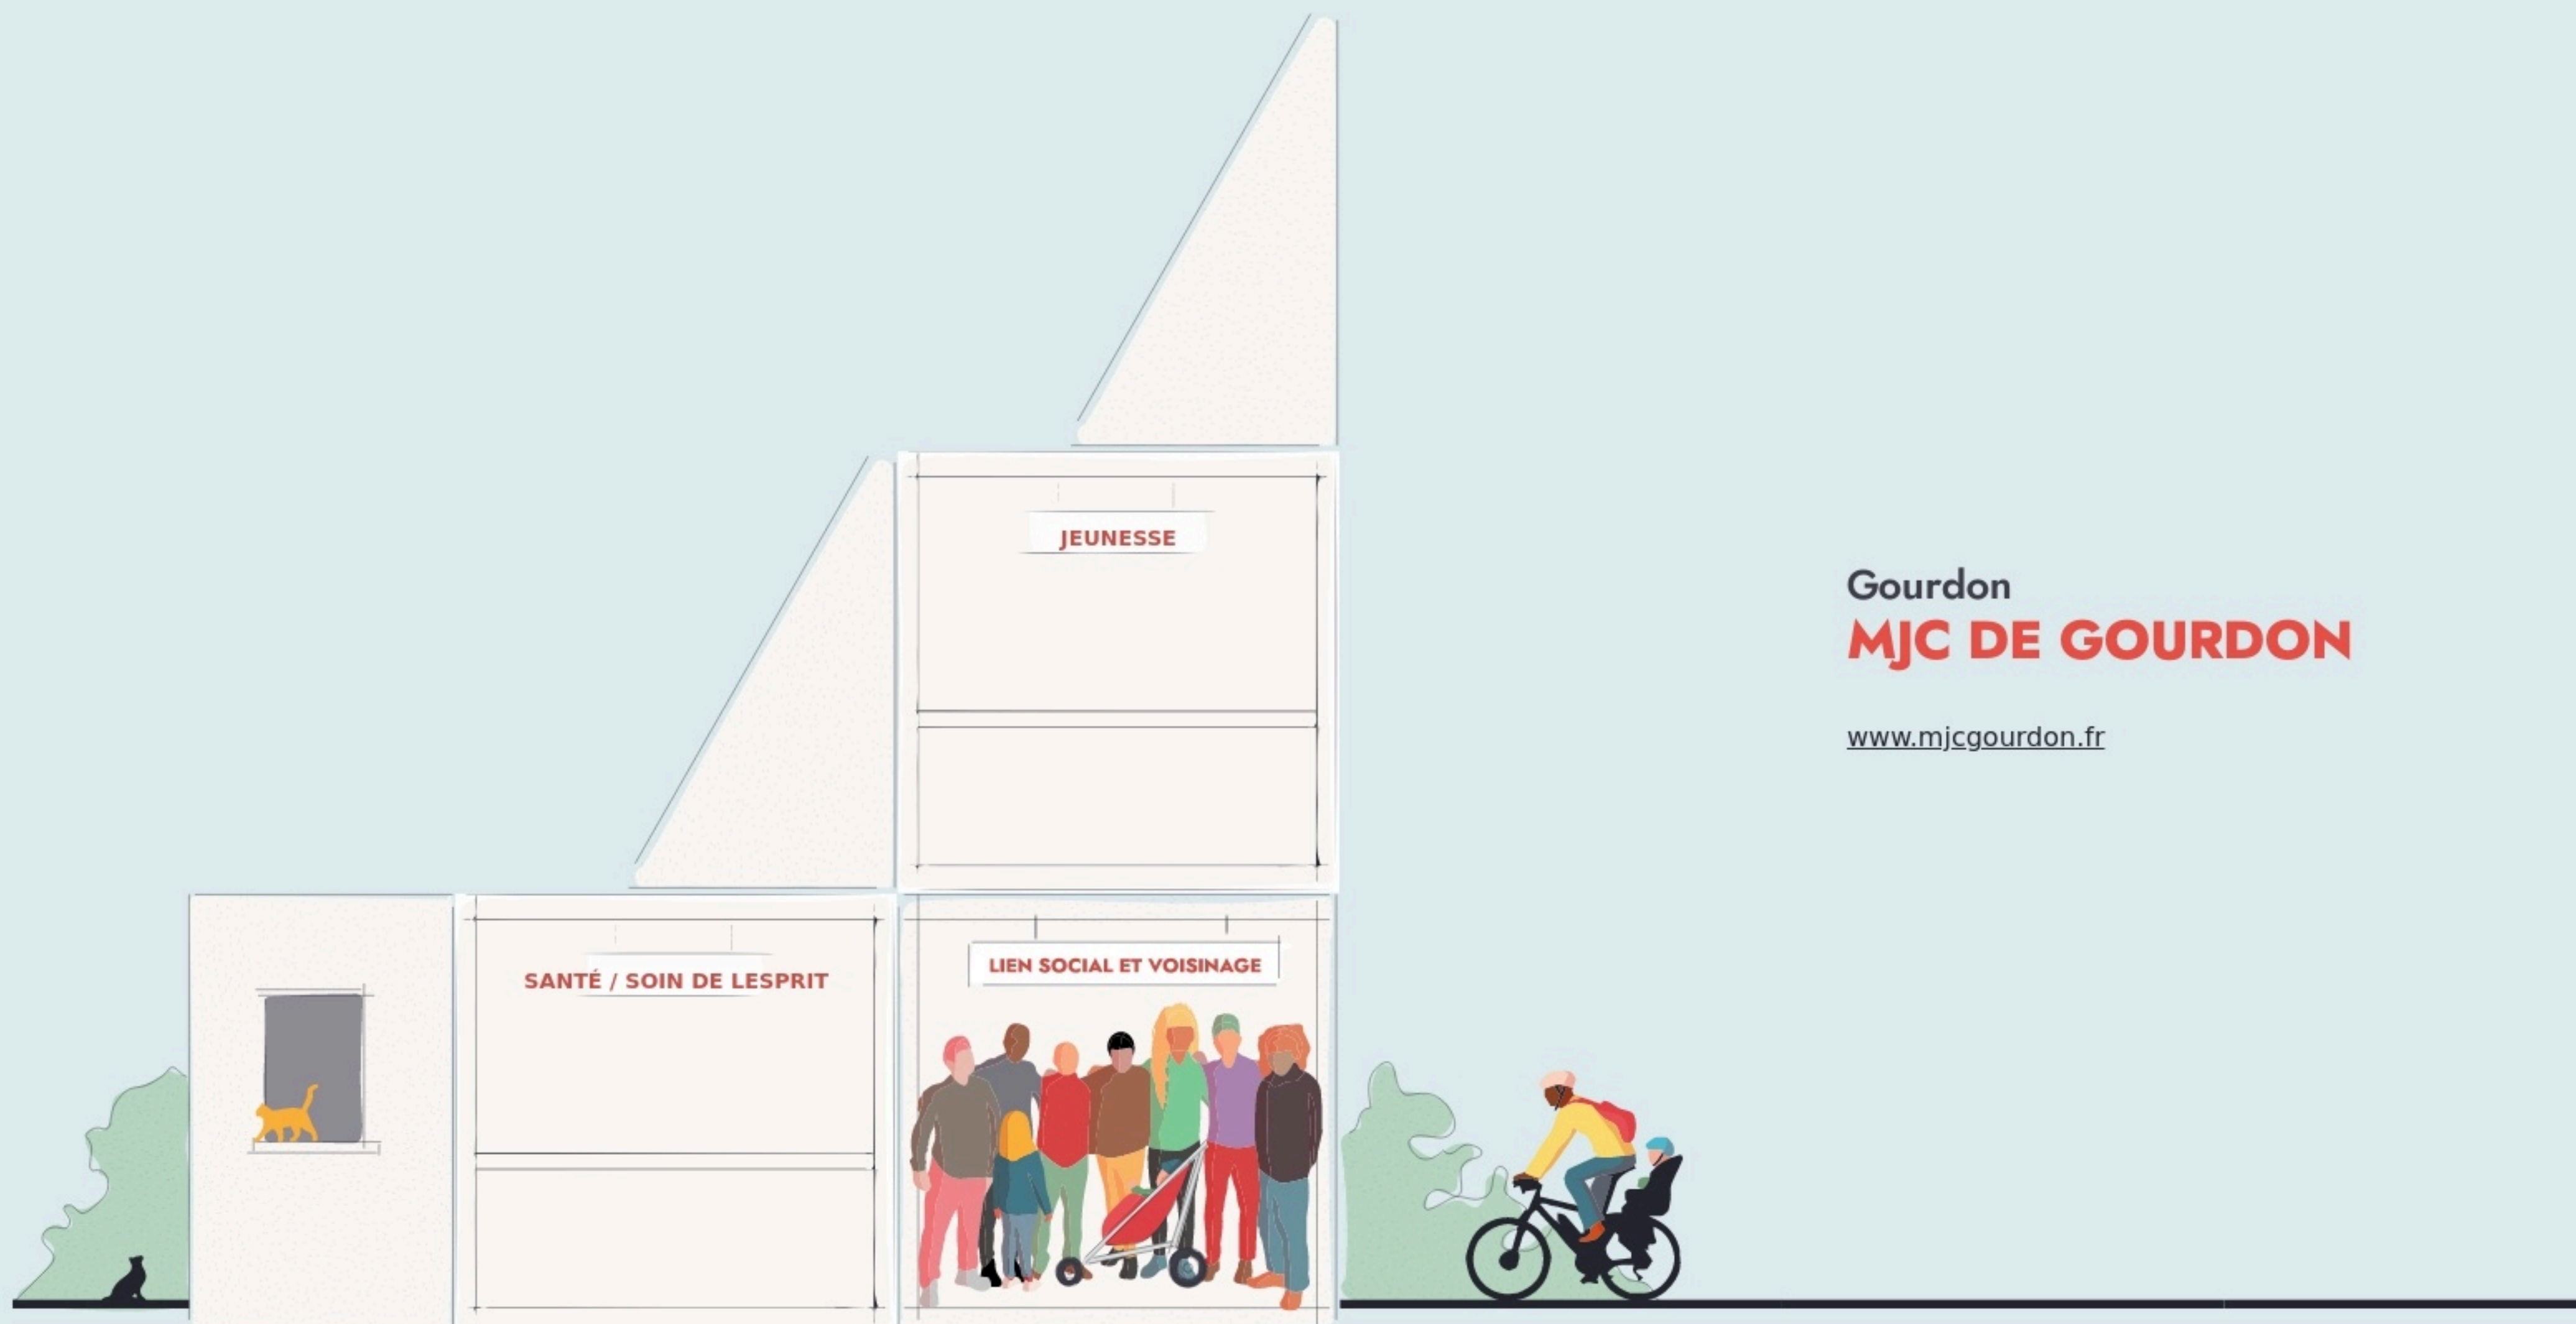 JEUNESSE
SANTÉ / SOIN DE LESPRIT
LIEN SOCIAL ET VOISINAGE
Gourdon
MJC DE GOURDON
www.mjcgourdon.fr